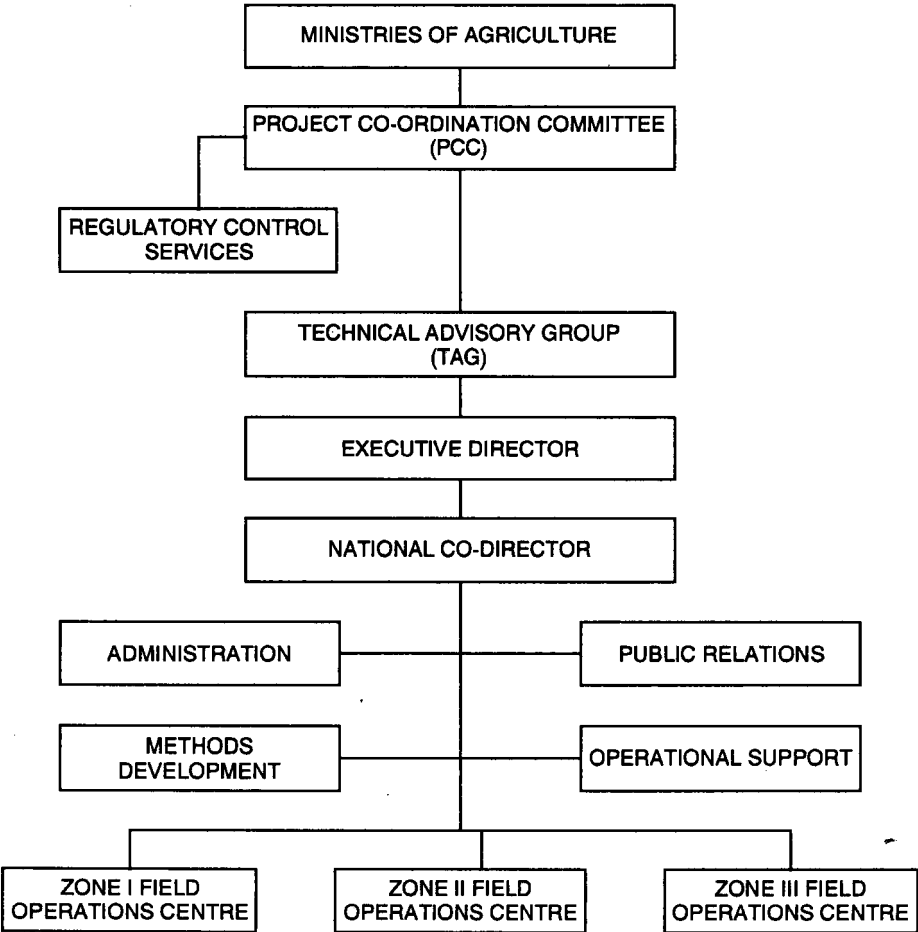 MINISTRIES OF AGRICULTURE
PROJECT CO-ORDINATION COMMITTEE
(PCC)
REGULATORY CONTROL
SERVICES
TECHNICAL ADVISORY GROUP
(TAG)
EXECUTIVE DIRECTOR
NATIONAL CO-DIRECTOR
ADMINISTRATION
PUBLIC RELATIONS
METHODS
DEVELOPMENT
OPERATIONAL SUPPORT
ZONE I FIELD
OPERATIONS CENTRE
ZONE II FIELD
OPERATIONS CENTRE
ZONE III FIELD
OPERATIONS CENTRE